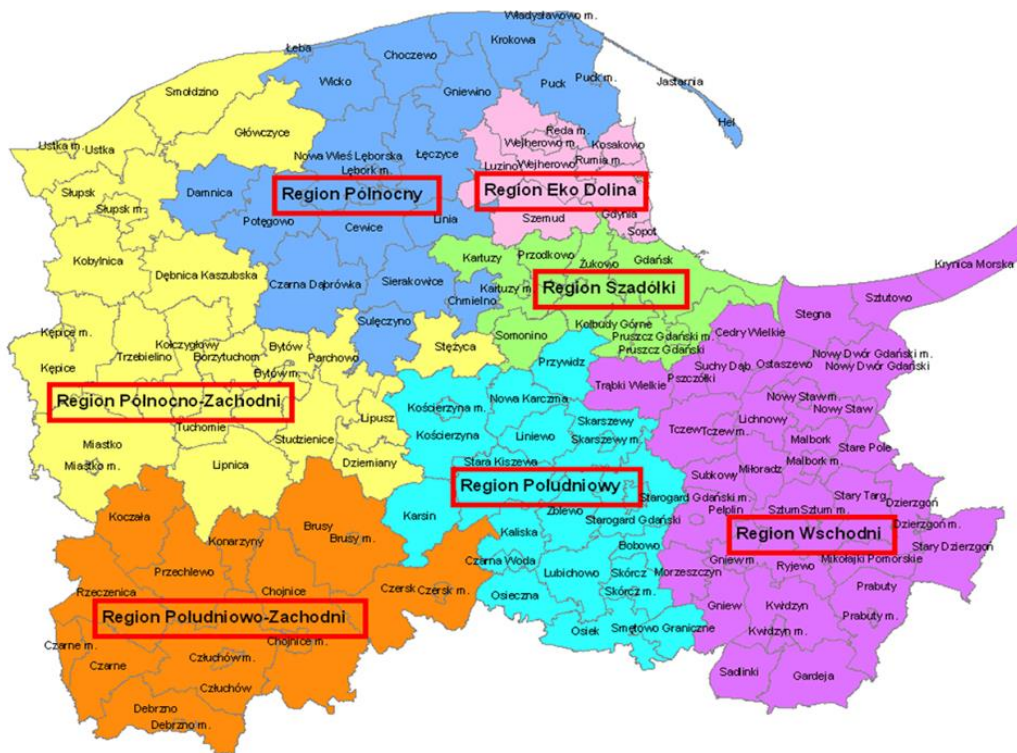 Władysławowo m.
Łeba
Choczewo
Krokowa
Wicko
Puck
Puck m.
Jastarnia
Gniewino
Smołdzino
Hel
Główczyce
Reda m.
Wejherowo m.
Kosakowo
Ustka m.
Ustka
Nowa Wieś Lęborska
Łęczyce
Luzino
Wejherowo
Rumia m.
Lębork m.
Słupsk
Damnica
Region Północny
Region Eko Dolina
Słupsk m.
Potęgowo
Cewice
Linia
Szemud
Gdynia
Sopot
Kobylnica
Kartuzy
Przodkowo
Żukowo
Gdańsk
Krynica Morska
Dębnica Kaszubska
Czarna Dąbrówka
Sierakowice
Kartuzy m.
Region Szadółki
Sztutowo
Chmielno
Stegna
Kępice m.
Kołczygłowy
Sulęczyno
Somonino
Kolbudy Górne
Cedry Wielkie
Trzebielino
Borzytuchom
Bytów
Parchowo
Stężyca
Pruszcz Gdański m.
Pruszcz Gdański
Nowy Dwór Gdański m.
Kępice
Bytów m.
Przywidz
Suchy Dąb.
Ostaszewo
Nowy Dwór Gdański
Trąbki Wielkie
Pszczółki
Region Północno-Zachodni
Kościerzyna m.
Nowa Karczma
Nowy Staw m.
Lipusz
Skarszewy
Lichnowy
Nowy Staw
Tuchomie
Kościerzyna
Liniewo
Tczew
Tczew m.
Miastko
Studzienice
Skarszewy m.
Malbork
Stare Pole
Miastko m.
Lipnica
Dziemiany
Stara Kiszewa
Malbork m.
Subkowy
Miłoradz
Region Południowy
Starogard Gdański m.
Stary Targ
Dzierzgoń
Koczała
Karsin
Zblewo
Pelplin
Sztum
Sztum m.
Brusy
Starogard Gdański
Dzierzgoń m.
Konarzyny
Brusy m.
Kaliska
Region Wschodni
Bobowo
Stary Dzierzgoń
Czarna Woda
Gniew m.
Mikołajki Pomorskie
Przechlewo
Lubichowo
Skórcz
Morzeszczyn
Ryjewo
Rzeczenica
Chojnice
Czersk
Czersk m.
Skórcz m.
Prabuty
Osieczna
Gniew
Kwidzyn
Region Południowo-Zachodni
Prabuty m.
Osiek
Smętowo Graniczne
Kwidzyn m.
Czarne m.
Człuchów m.
Chojnice m.
Czarne
Sadlinki
Gardeja
Człuchów
Debrzno
Debrzno m.